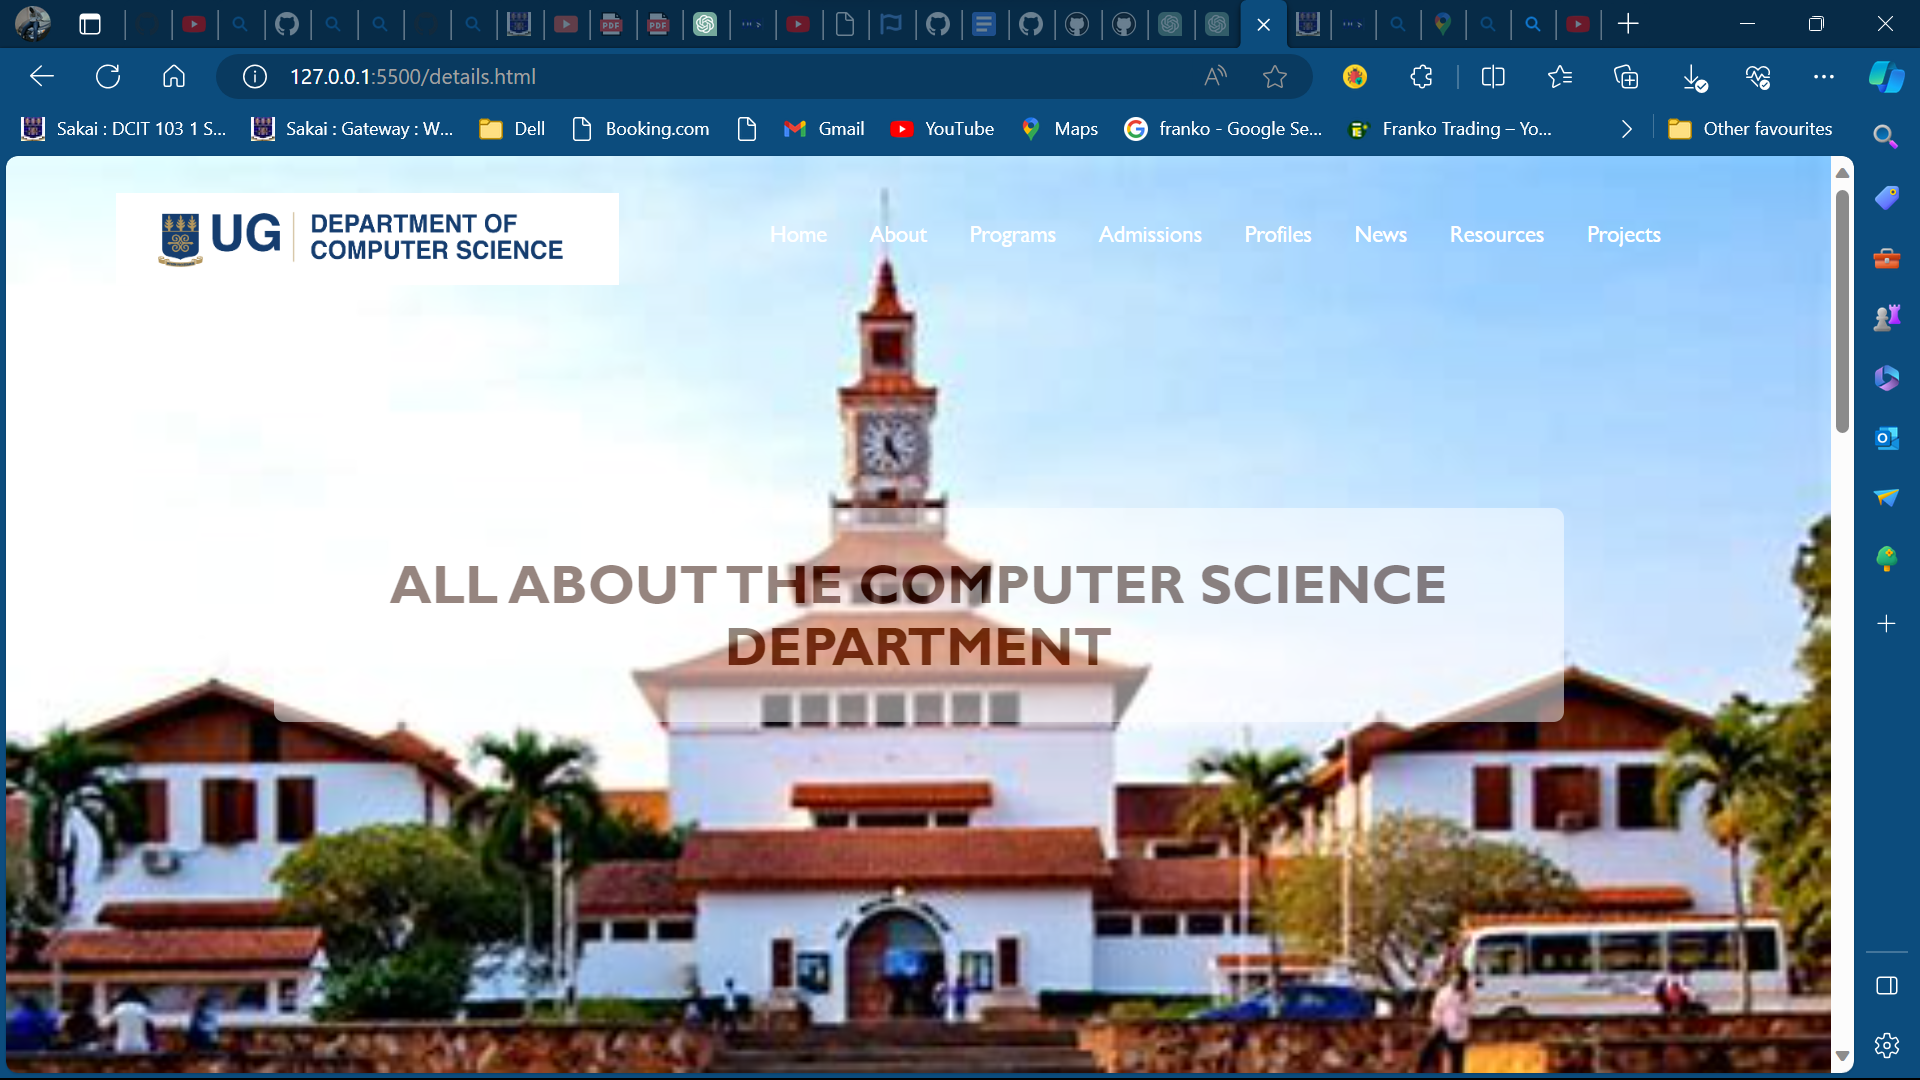 127.0.0.1:5500/details.html
Sakai : DCIT 103 1 S...
Sakai : Gateway : W...
Dell
Booking.com
Gmail
YouTube
Maps
franko - Google Se...
Franko Trading – Yo...
Other favourites
UG
DEPARTMENT OF
COMPUTER SCIENCE
Home
About
Programs
Admissions
Profiles
News
Resources
Projects
ALL ABOUT THE COMPUTER SCIENCE
DEPARTMENT